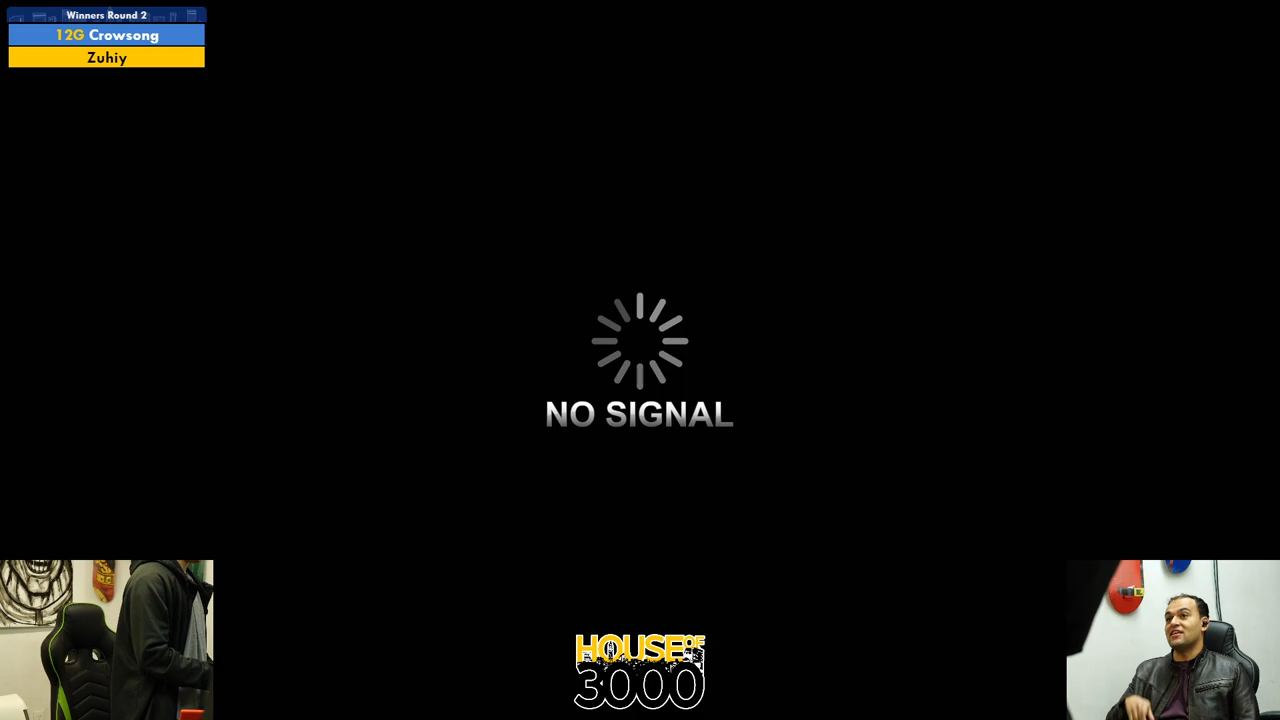 Winners Round 2
12G Crowsong
Zuhiy
NO SIGNAL
HOUSE OF
3000